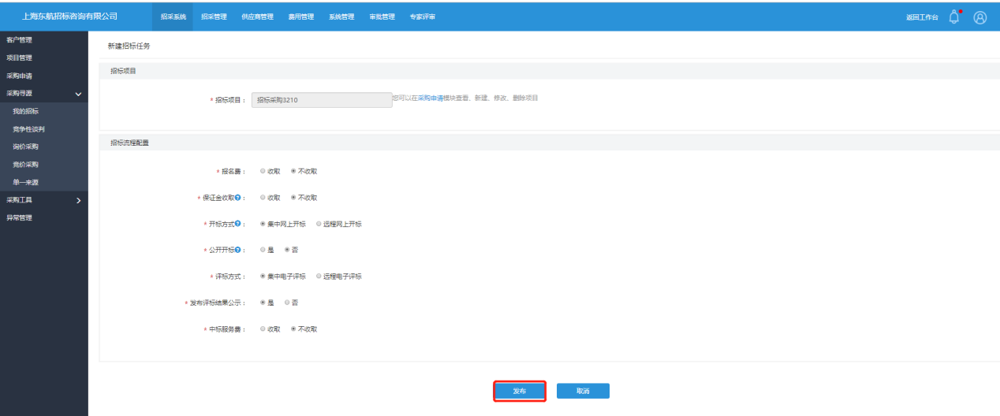 上海东航招标咨询有限公司 招采系统 招采管理 供应商管理 费用管理 系统管理 审批管理 专家评审 返回工作台
客户管理
项目管理
采购申请
采购寻源
我的招标
竞争性谈判
询价采购
竞价采购
单一来源
采购工具
异常管理
新建招标任务
招标项目
* 招标项目： 招标采购3210 您可以在采购申请模块查看、新建、修改、删除项目
招标流程配置
* 报名费： 收取 不收取
* 保证金收取?： 收取 不收取
* 开标方式?： 集中网上开标 远程网上开标
* 公开开标?： 是 否
* 评标方式： 集中电子评标 远程电子评标
* 发布评标结果公示： 是 否
* 中标服务费： 收取 不收取
发布 取消